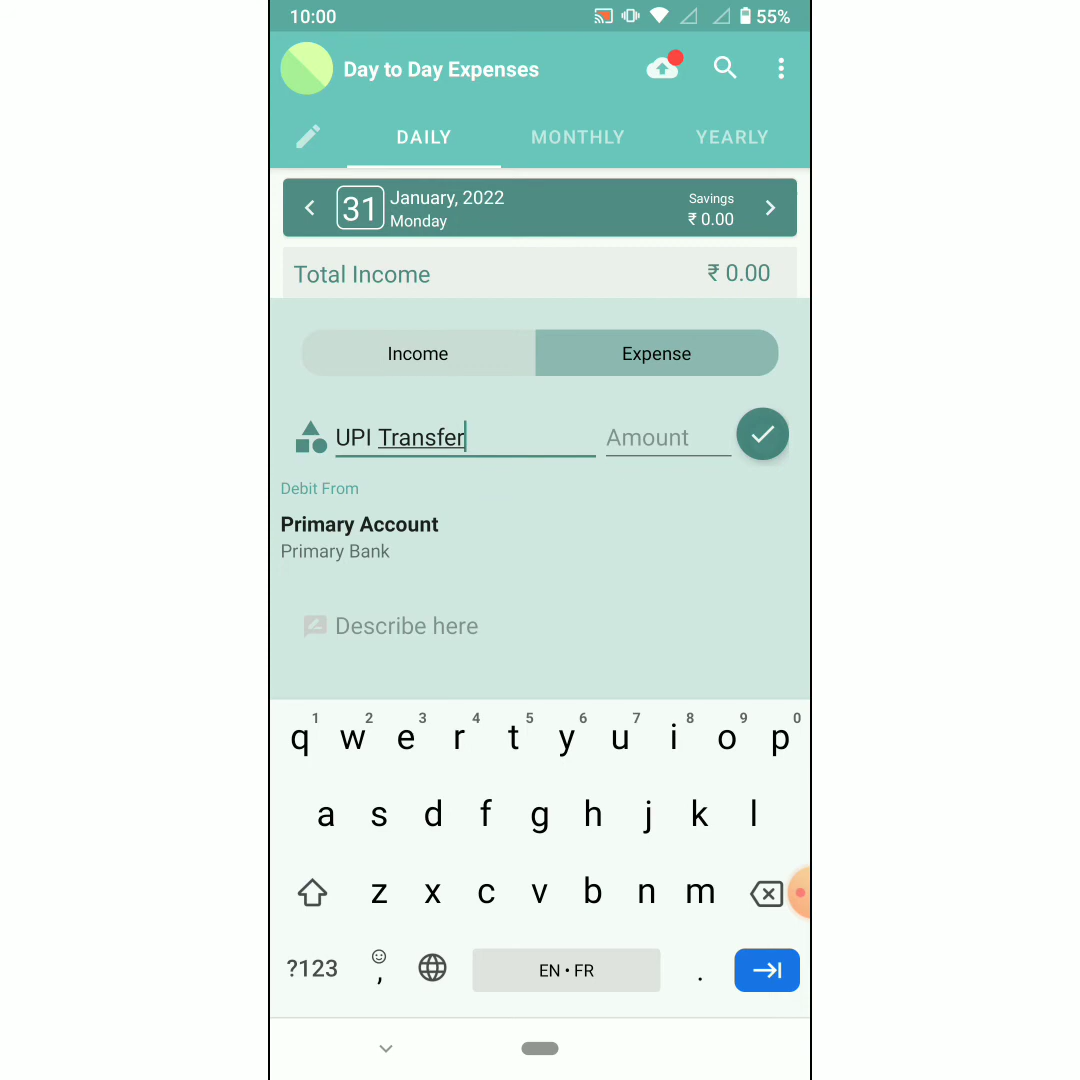 10:00 55%
Day to Day Expenses
DAILY MONTHLY YEARLY
31 January, 2022 Savings
Monday ₹ 0.00
Total Income ₹ 0.00
Income Expense
UPI Transfer Amount
Debit From
Primary Account
Primary Bank
Describe here
1 2 3 4 5 6 7 8 9 0
q w e r t y u i o p
a s d f g h j k l
z x c v b n m
?123 , EN • FR .